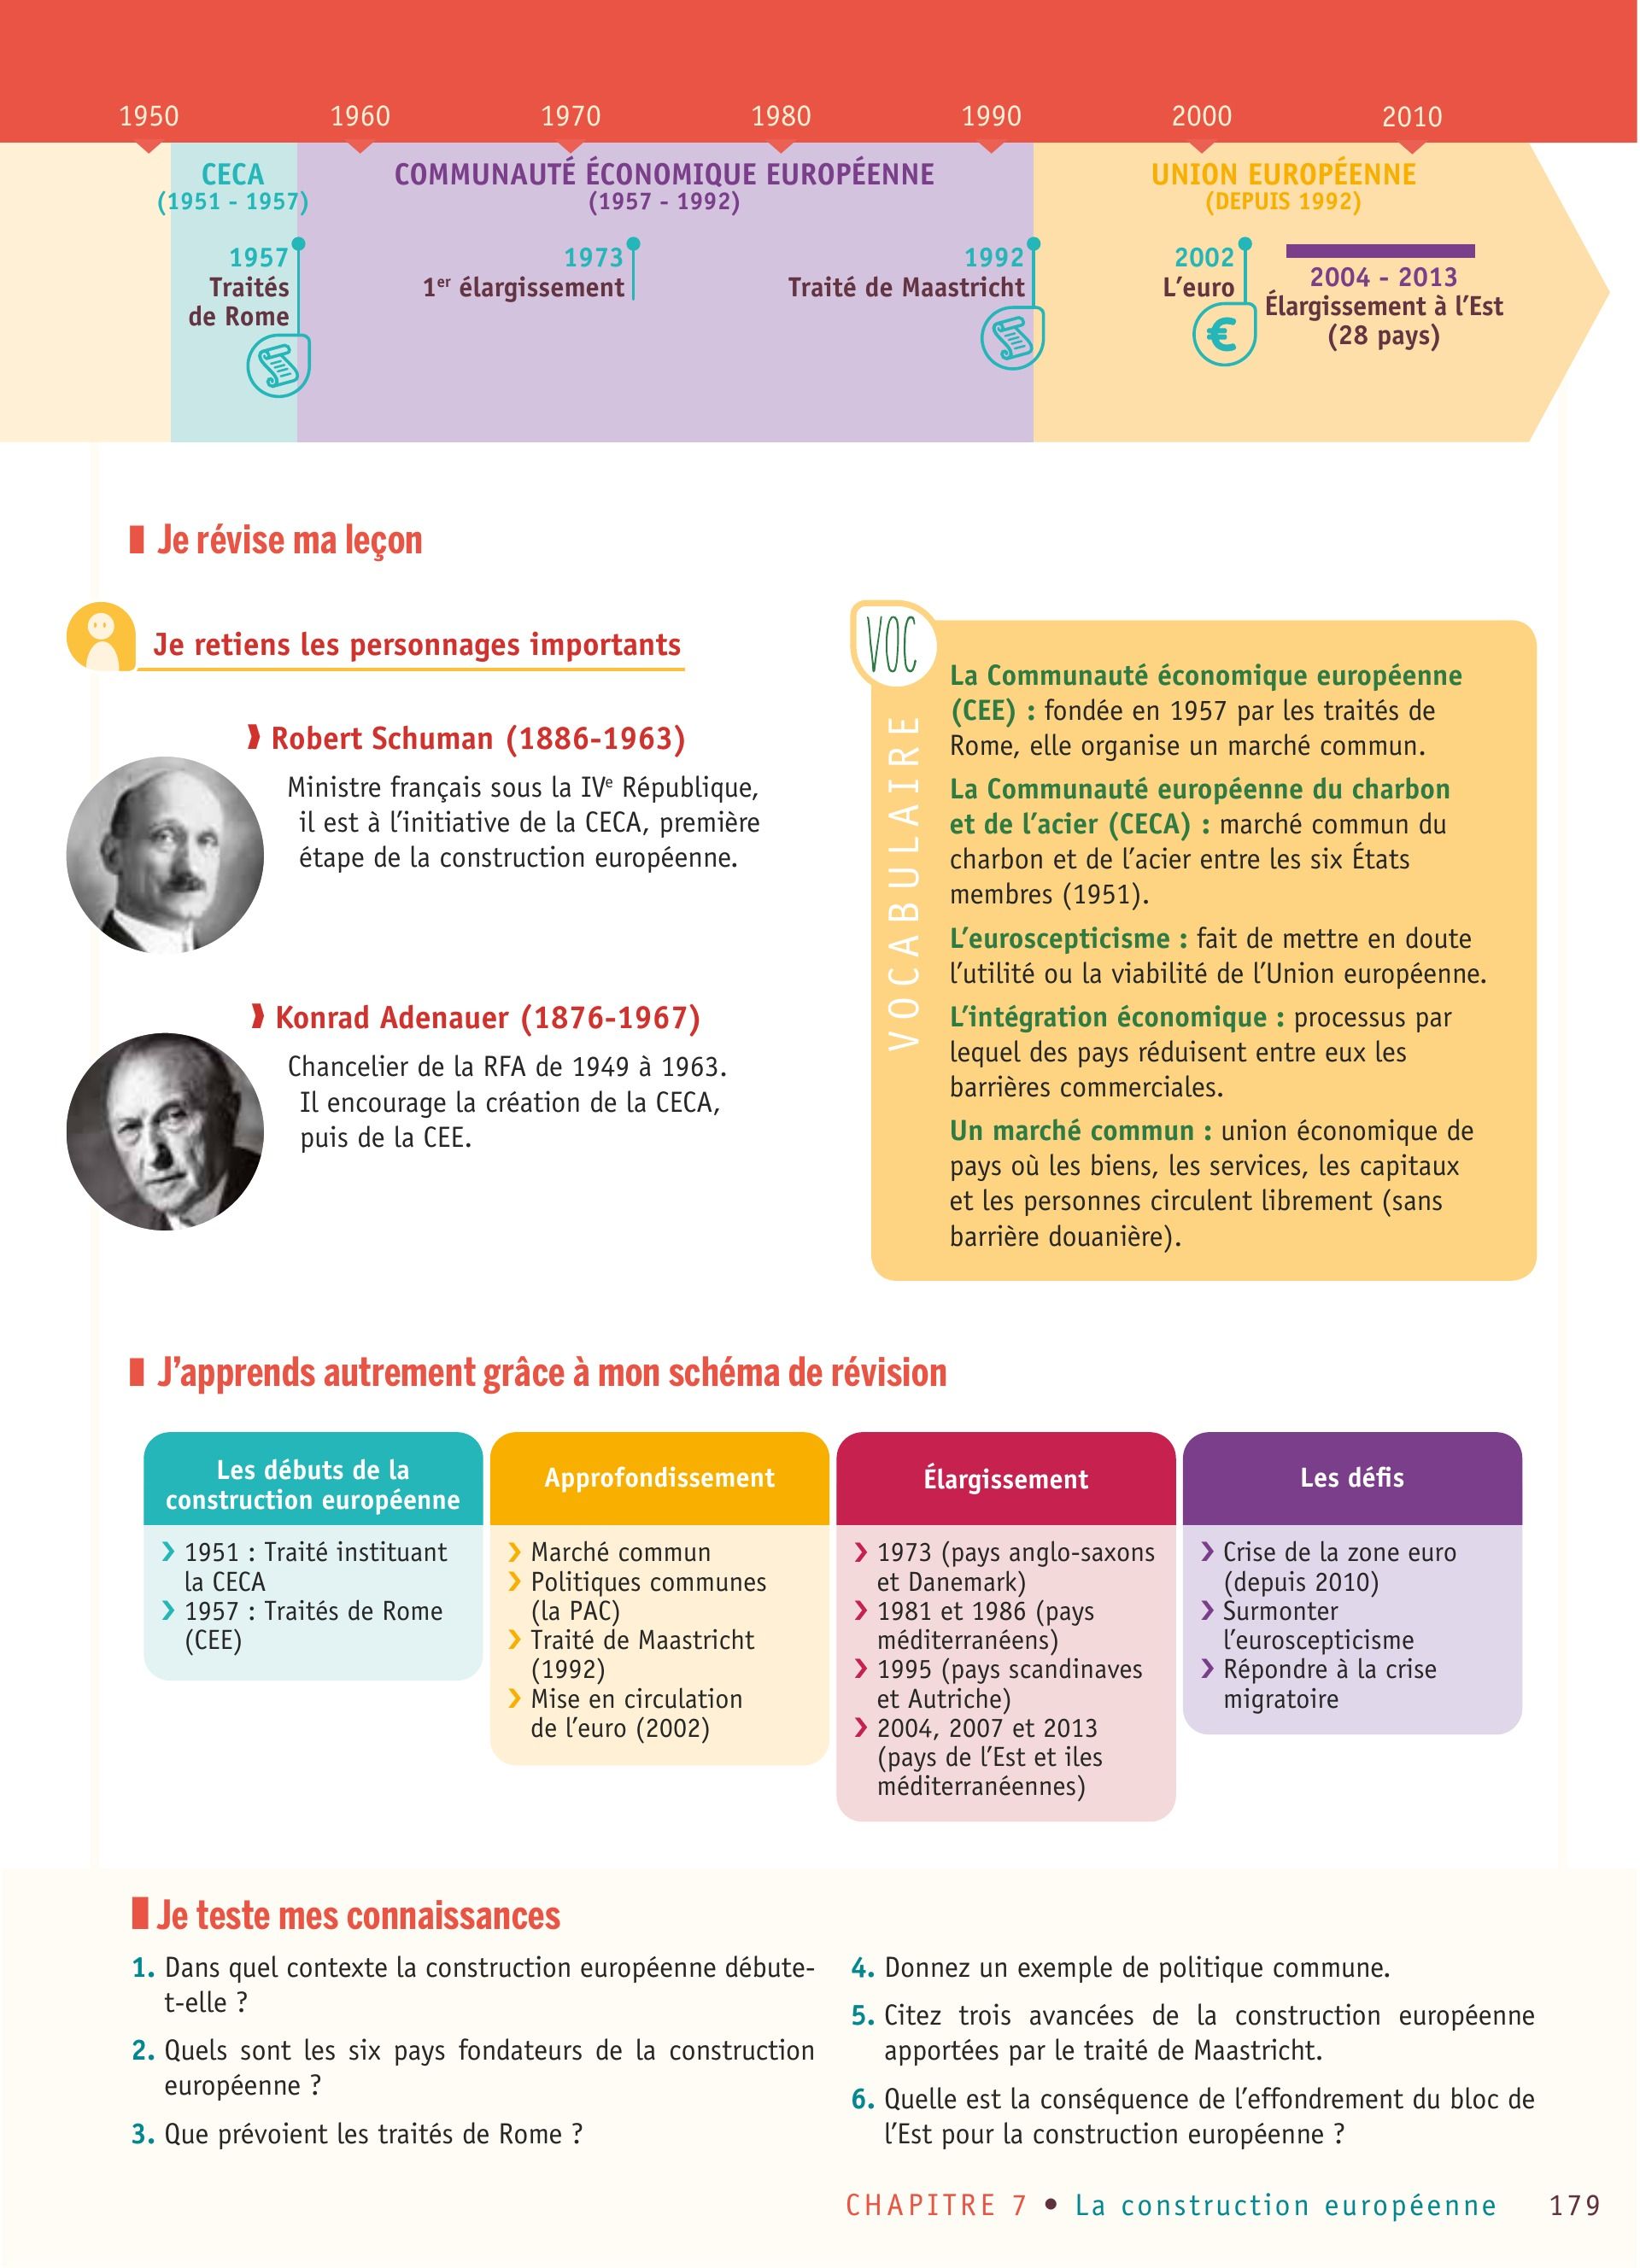 1950 1960 1970 1980 1990 2000 2010
CECA
(1951 - 1957)
COMMUNAUTÉ ÉCONOMIQUE EUROPÉENNE
(1957 - 1992)
UNION EUROPÉENNE
(DEPUIS 1992)
1957
Traités
de Rome
1973
1er élargissement
1992
Traité de Maastricht
2002
L’euro
€
2004 - 2013
Élargissement à l’Est
(28 pays)
Je révise ma leçon
Je retiens les personnages importants
Robert Schuman (1886-1963)
Ministre français sous la IVe République,
il est à l’initiative de la CECA, première
étape de la construction européenne.
Konrad Adenauer (1876-1967)
Chancelier de la RFA de 1949 à 1963.
Il encourage la création de la CECA,
puis de la CEE.
VOC
VOCABULAIRE
La Communauté économique européenne
(CEE) : fondée en 1957 par les traités de
Rome, elle organise un marché commun.
La Communauté européenne du charbon
et de l’acier (CECA) : marché commun du
charbon et de l’acier entre les six États
membres (1951).
L’euroscepticisme : fait de mettre en doute
l’utilité ou la viabilité de l’Union européenne.
L’intégration économique : processus par
lequel des pays réduisent entre eux les
barrières commerciales.
Un marché commun : union économique de
pays où les biens, les services, les capitaux
et les personnes circulent librement (sans
barrière douanière).
J’apprends autrement grâce à mon schéma de révision
Les débuts de la
construction européenne
❯ 1951 : Traité instituant
la CECA
❯ 1957 : Traités de Rome
(CEE)
Approfondissement
❯ Marché commun
❯ Politiques communes
(la PAC)
❯ Traité de Maastricht
(1992)
❯ Mise en circulation
de l’euro (2002)
Élargissement
❯ 1973 (pays anglo-saxons
et Danemark)
❯ 1981 et 1986 (pays
méditerranéens)
❯ 1995 (pays scandinaves
et Autriche)
❯ 2004, 2007 et 2013
(pays de l’Est et iles
méditerranéennes)
Les défis
❯ Crise de la zone euro
(depuis 2010)
❯ Surmonter
l’euroscepticisme
❯ Répondre à la crise
migratoire
Je teste mes connaissances
1. Dans quel contexte la construction européenne débute-
t-elle ?
2. Quels sont les six pays fondateurs de la construction
européenne ?
3. Que prévoient les traités de Rome ?
4. Donnez un exemple de politique commune.
5. Citez trois avancées de la construction européenne
apportées par le traité de Maastricht.
6. Quelle est la conséquence de l’effondrement du bloc de
l’Est pour la construction européenne ?
CHAPITRE 7 • La construction européenne 179